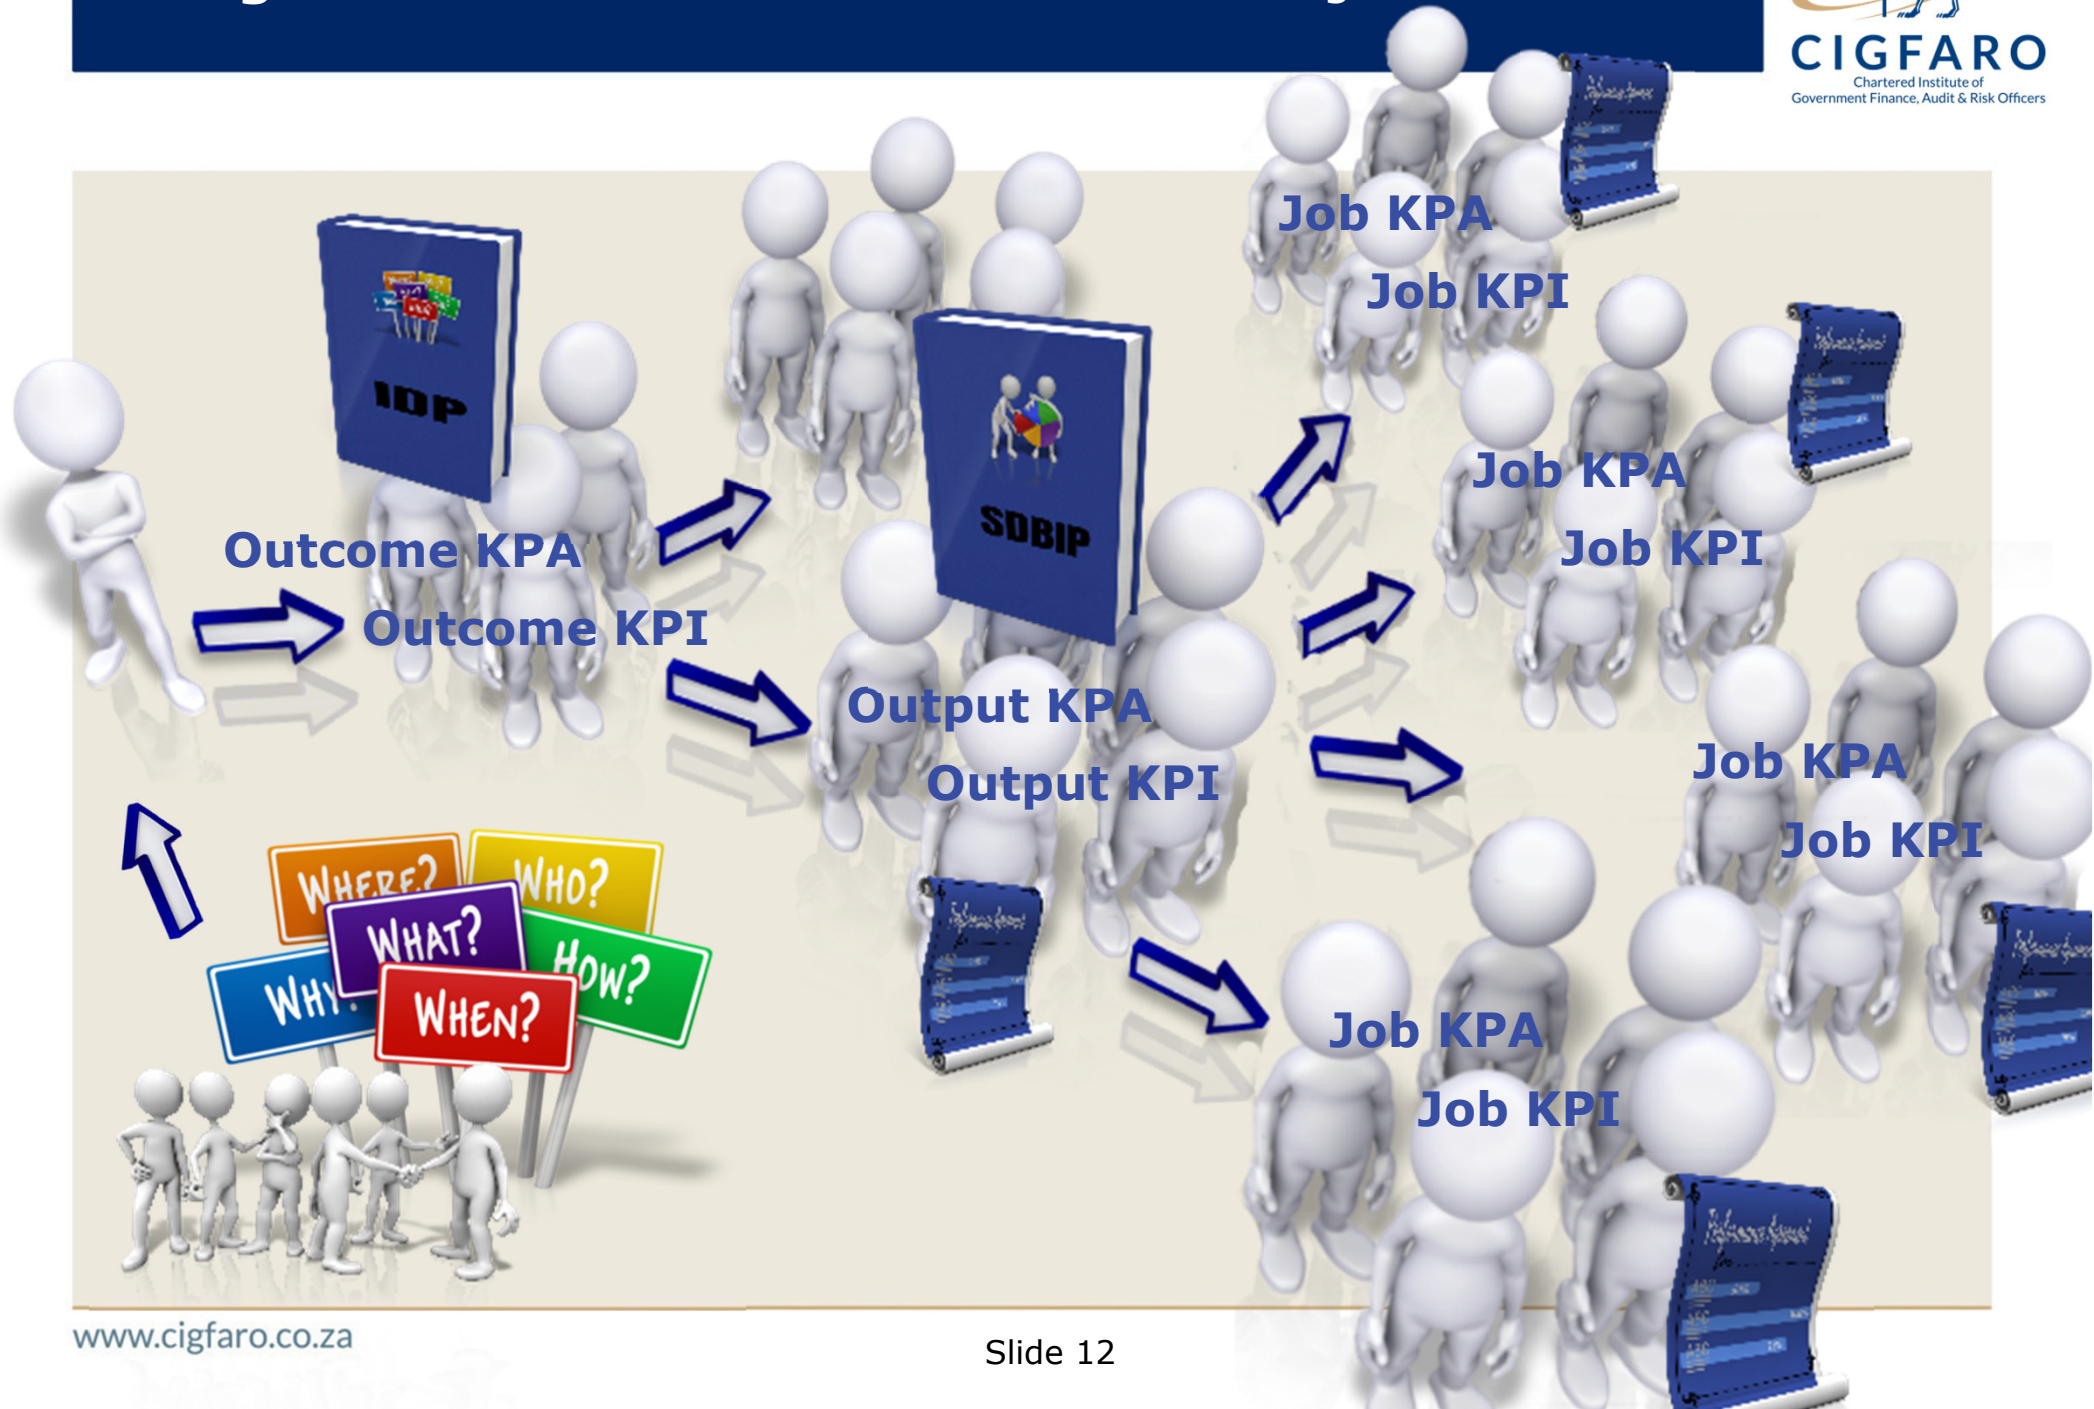 CIGFARO
Chartered Institute of
Government Finance, Audit & Risk Officers
Job KPA
Job KPI
IDP
Job KPA
Job KPI
SDBIP
Outcome KPA
Outcome KPI
Output KPA
Output KPI
Job KPA
Job KPI
WHERE?
WHO?
WHAT?
HOW?
WHY?
WHEN?
Job KPA
Job KPI
www.cigfaro.co.za
Slide 12